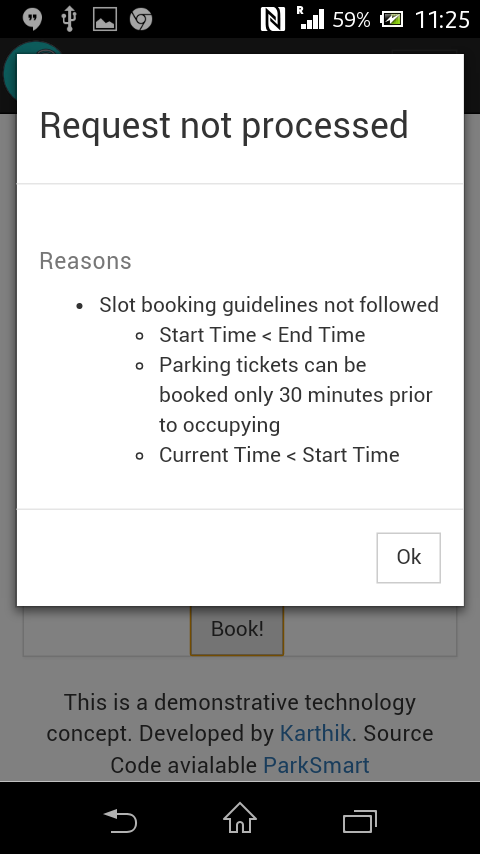 R 59% 11:25
Request not processed
Reasons
• Slot booking guidelines not followed
○ Start Time < End Time
○ Parking tickets can be
booked only 30 minutes prior
to occupying
○ Current Time < Start Time
Ok
Book!
This is a demonstrative technology
concept. Developed by Karthik. Source
Code avialable ParkSmart